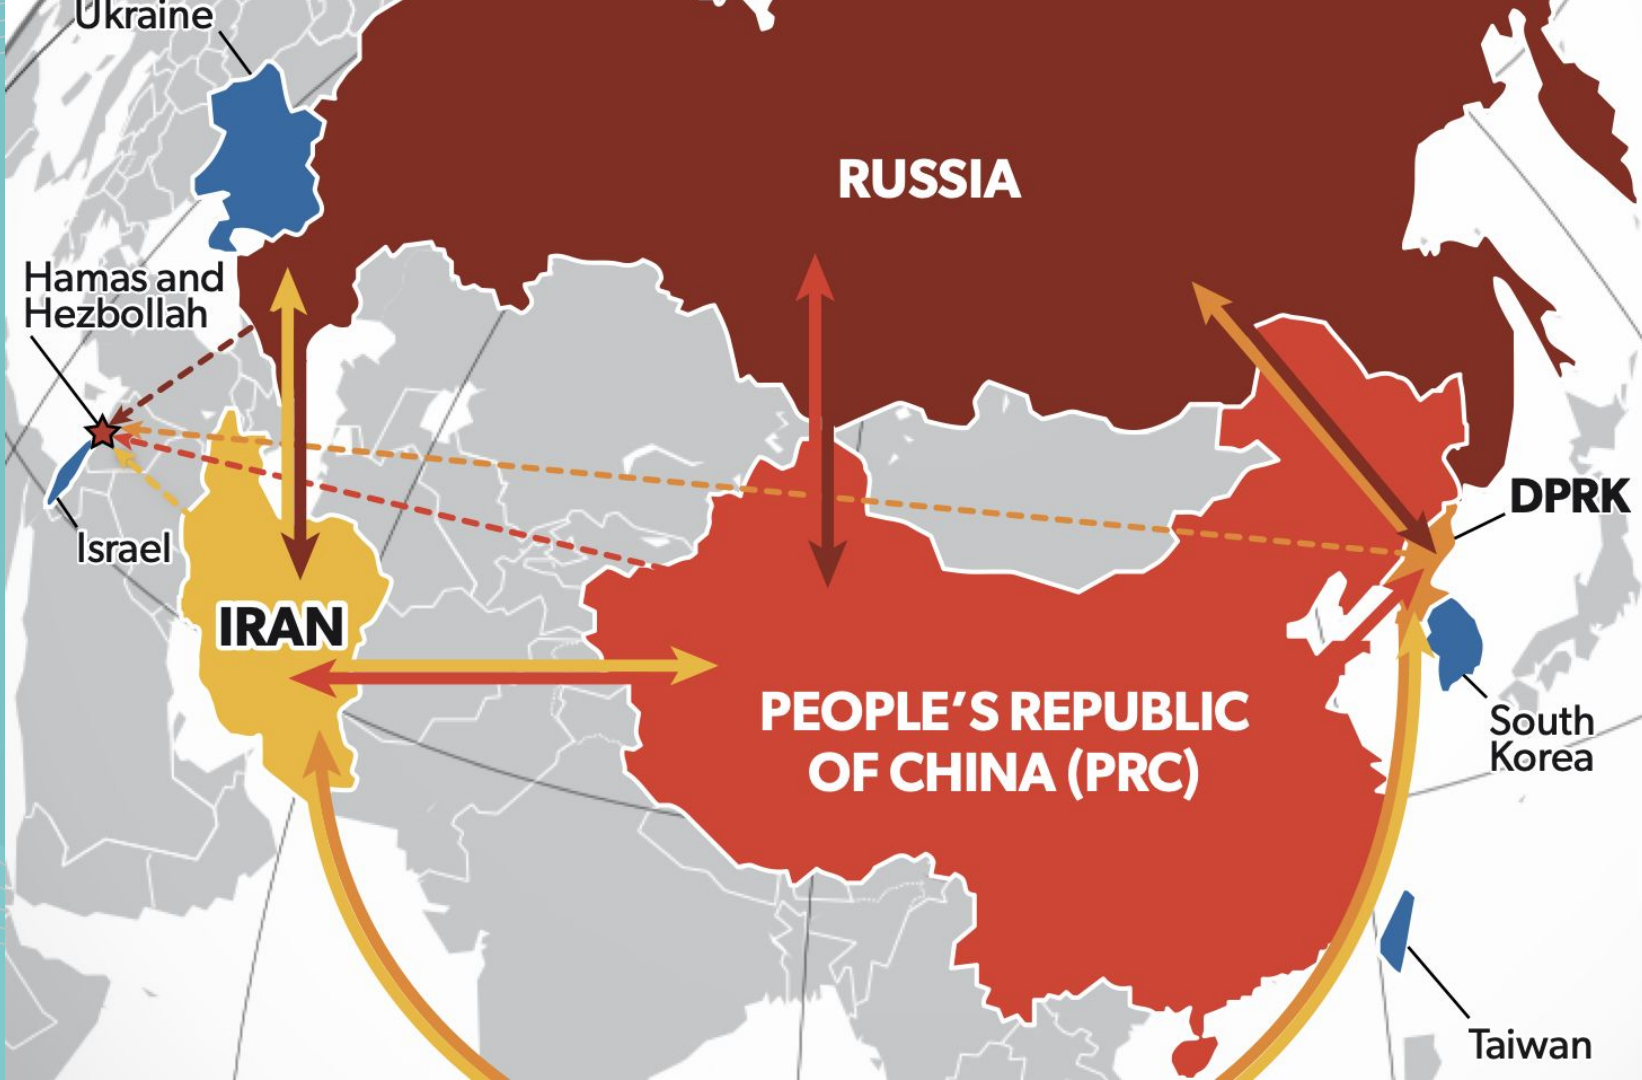 Ukraine
RUSSIA
Hamas and
Hezbollah
DPRK
Israel
IRAN
PEOPLE’S REPUBLIC
OF CHINA (PRC)
South
Korea
Taiwan